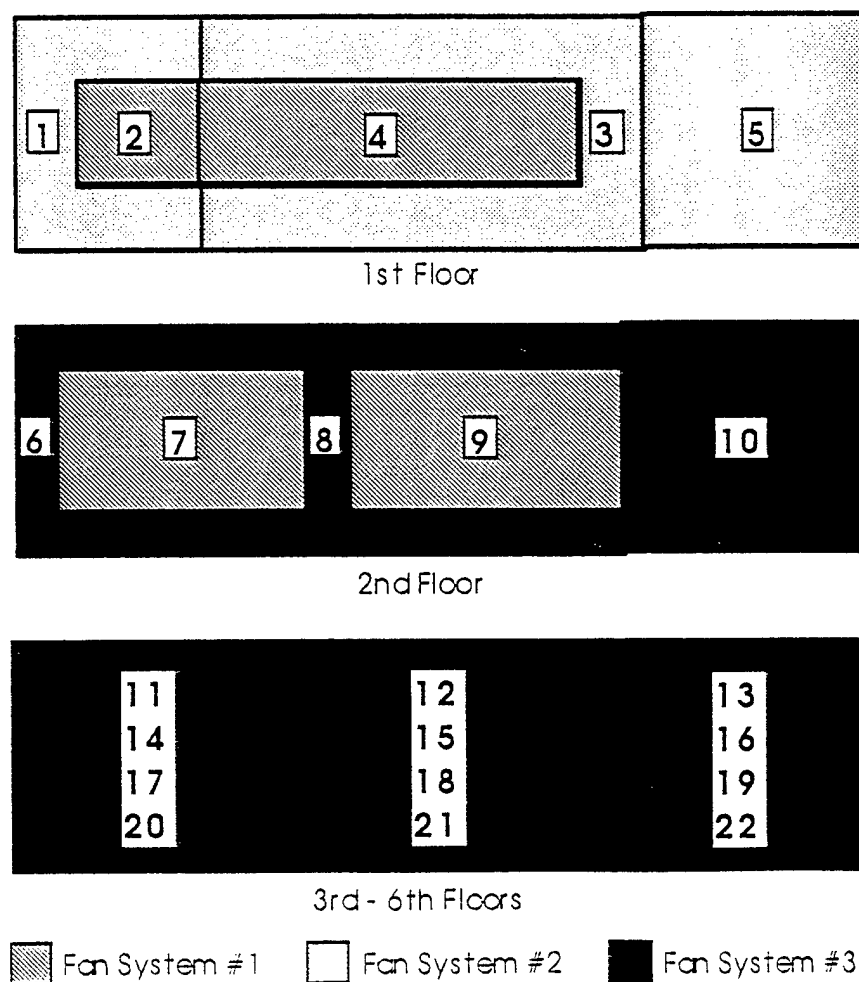 1 2 4 3 5
1st Floor
6 7 8 9 10
2nd Floor
11 12 13
14 15 16
17 18 19
20 21 22
3rd - 6th Floors
Fan System #1 Fan System #2 Fan System #3